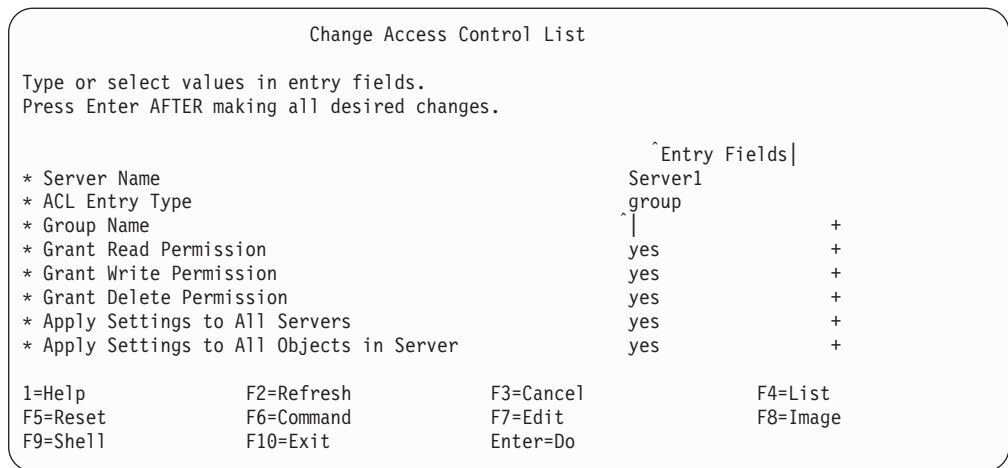 Change Access Control List
Type or select values in entry fields.
Press Enter AFTER making all desired changes.
ˆEntry Fields|
* Server Name Server1
* ACL Entry Type group
* Group Name ˆ| +
* Grant Read Permission yes +
* Grant Write Permission yes +
* Grant Delete Permission yes +
* Apply Settings to All Servers yes +
* Apply Settings to All Objects in Server yes +
1=Help F2=Refresh F3=Cancel F4=List
F5=Reset F6=Command F7=Edit F8=Image
F9=Shell F10=Exit Enter=Do